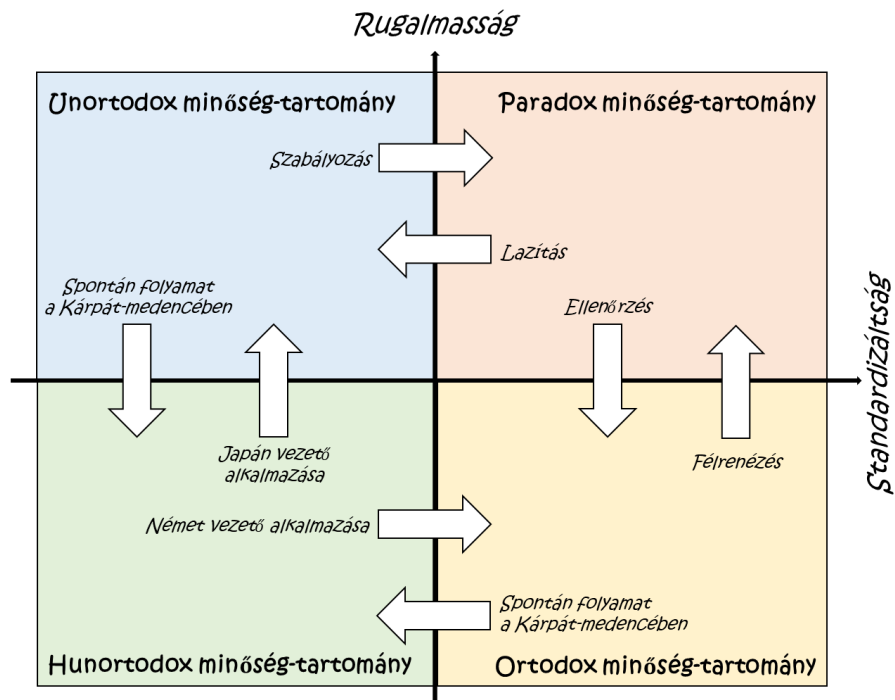 Rugalmasság
Unortodox minőség-tartomány
Paradox minőség-tartomány
Szabályozás
Lazítás
Spontán folyamat
a Kárpát-medencében
Ellenőrzés
Standardizáltság
Japán vezető
alkalmazása
Félrenézés
Német vezető alkalmazása
Spontán folyamat
a Kárpát-medencében
Hunortodox minőség-tartomány
Ortodox minőség-tartomány